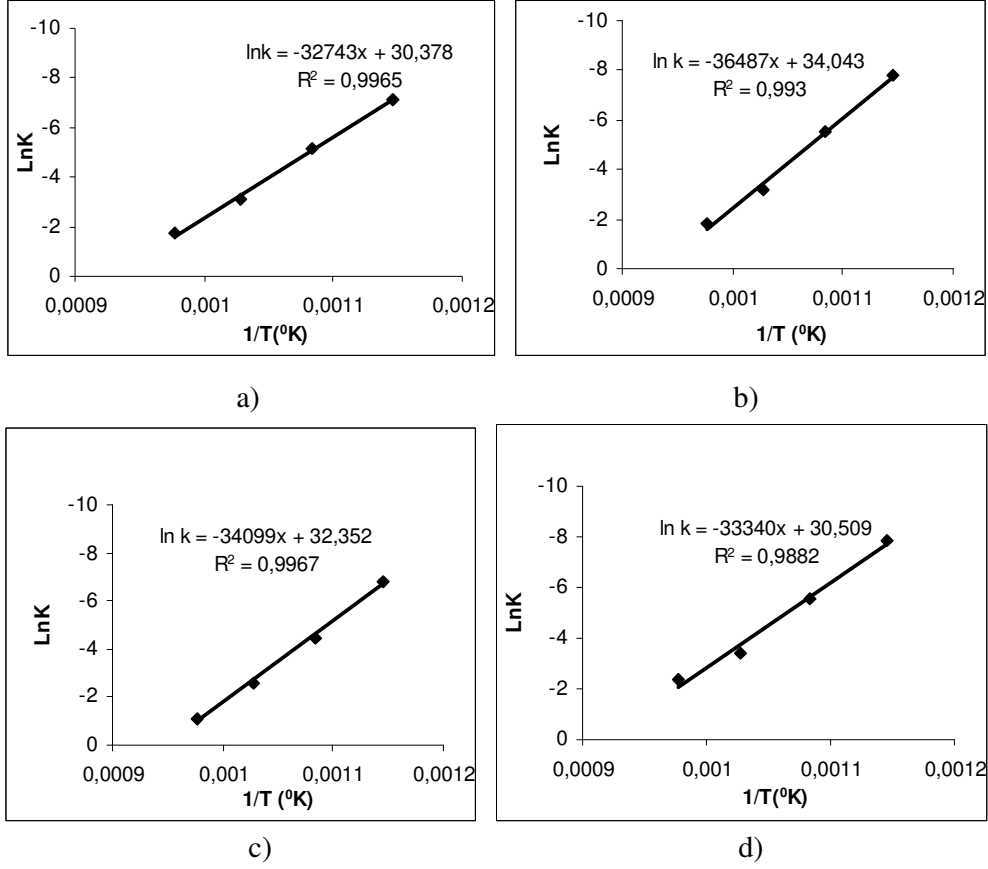 -10
-8
-6
-4
-2
0
LnK
lnk = -32743x + 30,378
R² = 0,9965
0,0009 0,001 0,0011 0,0012
1/T(⁰K)
a)
-10
-8
-6
-4
-2
0
LnK
ln k = -36487x + 34,043
R² = 0,993
0,0009 0,001 0,0011 0,0012
1/T (⁰K)
b)
-10
-8
-6
-4
-2
0
LnK
ln k = -34099x + 32,352
R² = 0,9967
0,0009 0,001 0,0011 0,0012
1/T (⁰K)
c)
-10
-8
-6
-4
-2
0
LnK
ln k = -33340x + 30,509
R² = 0,9882
0,0009 0,001 0,0011 0,0012
1/T(⁰K)
d)